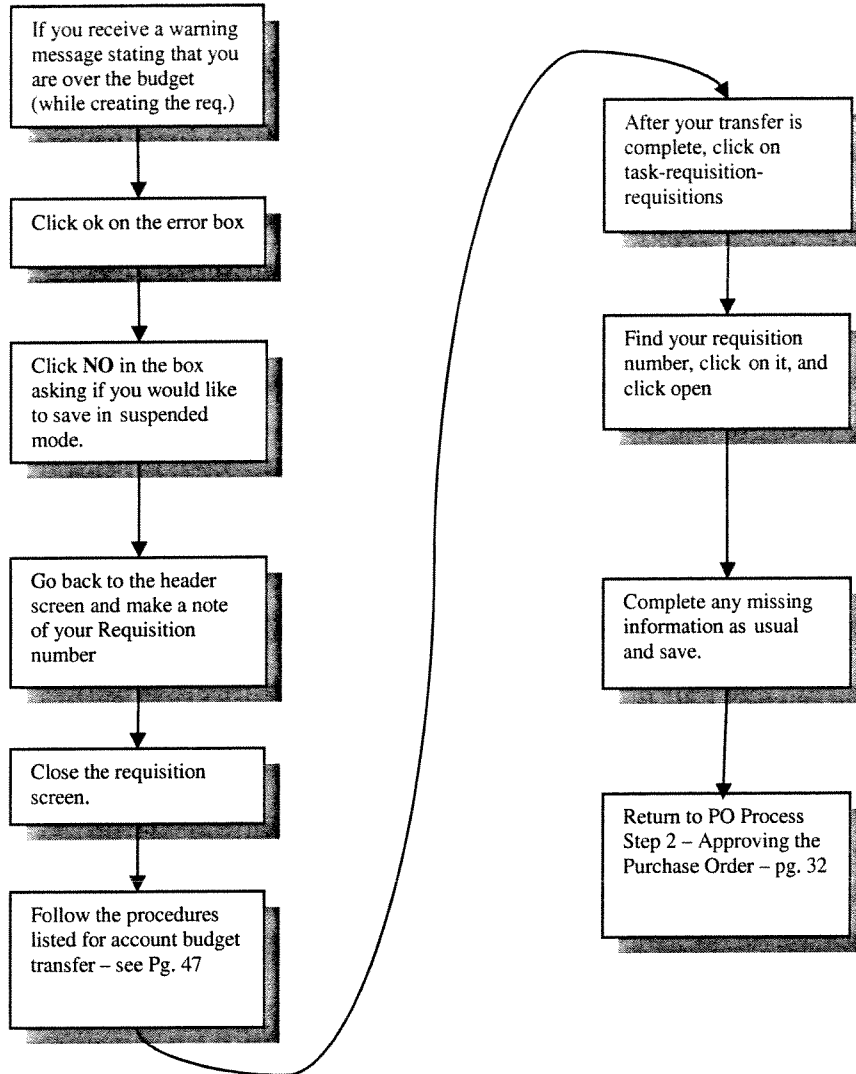 If you receive a warning
message stating that you
are over the budget
(while creating the req.)
Click ok on the error box
Click NO in the box
asking if you would like
to save in suspended
mode.
Go back to the header
screen and make a note
of your Requisition
number
Close the requisition
screen.
Follow the procedures
listed for account budget
transfer – see Pg. 47
After your transfer is
complete, click on
task-requisition-
requisitions
Find your requisition
number, click on it, and
click open
Complete any missing
information as usual
and save.
Return to PO Process
Step 2 – Approving the
Purchase Order – pg. 32